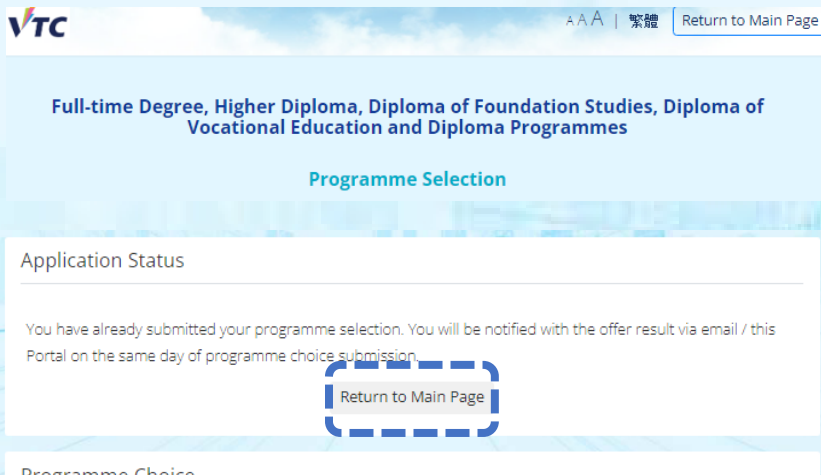 VTC
A A A | 繁體 Return to Main Page
Full-time Degree, Higher Diploma, Diploma of Foundation Studies, Diploma of
Vocational Education and Diploma Programmes
Programme Selection
Application Status
You have already submitted your programme selection. You will be notified with the offer result via email / this
Portal on the same day of programme choice submission.
Return to Main Page
Programme Choice